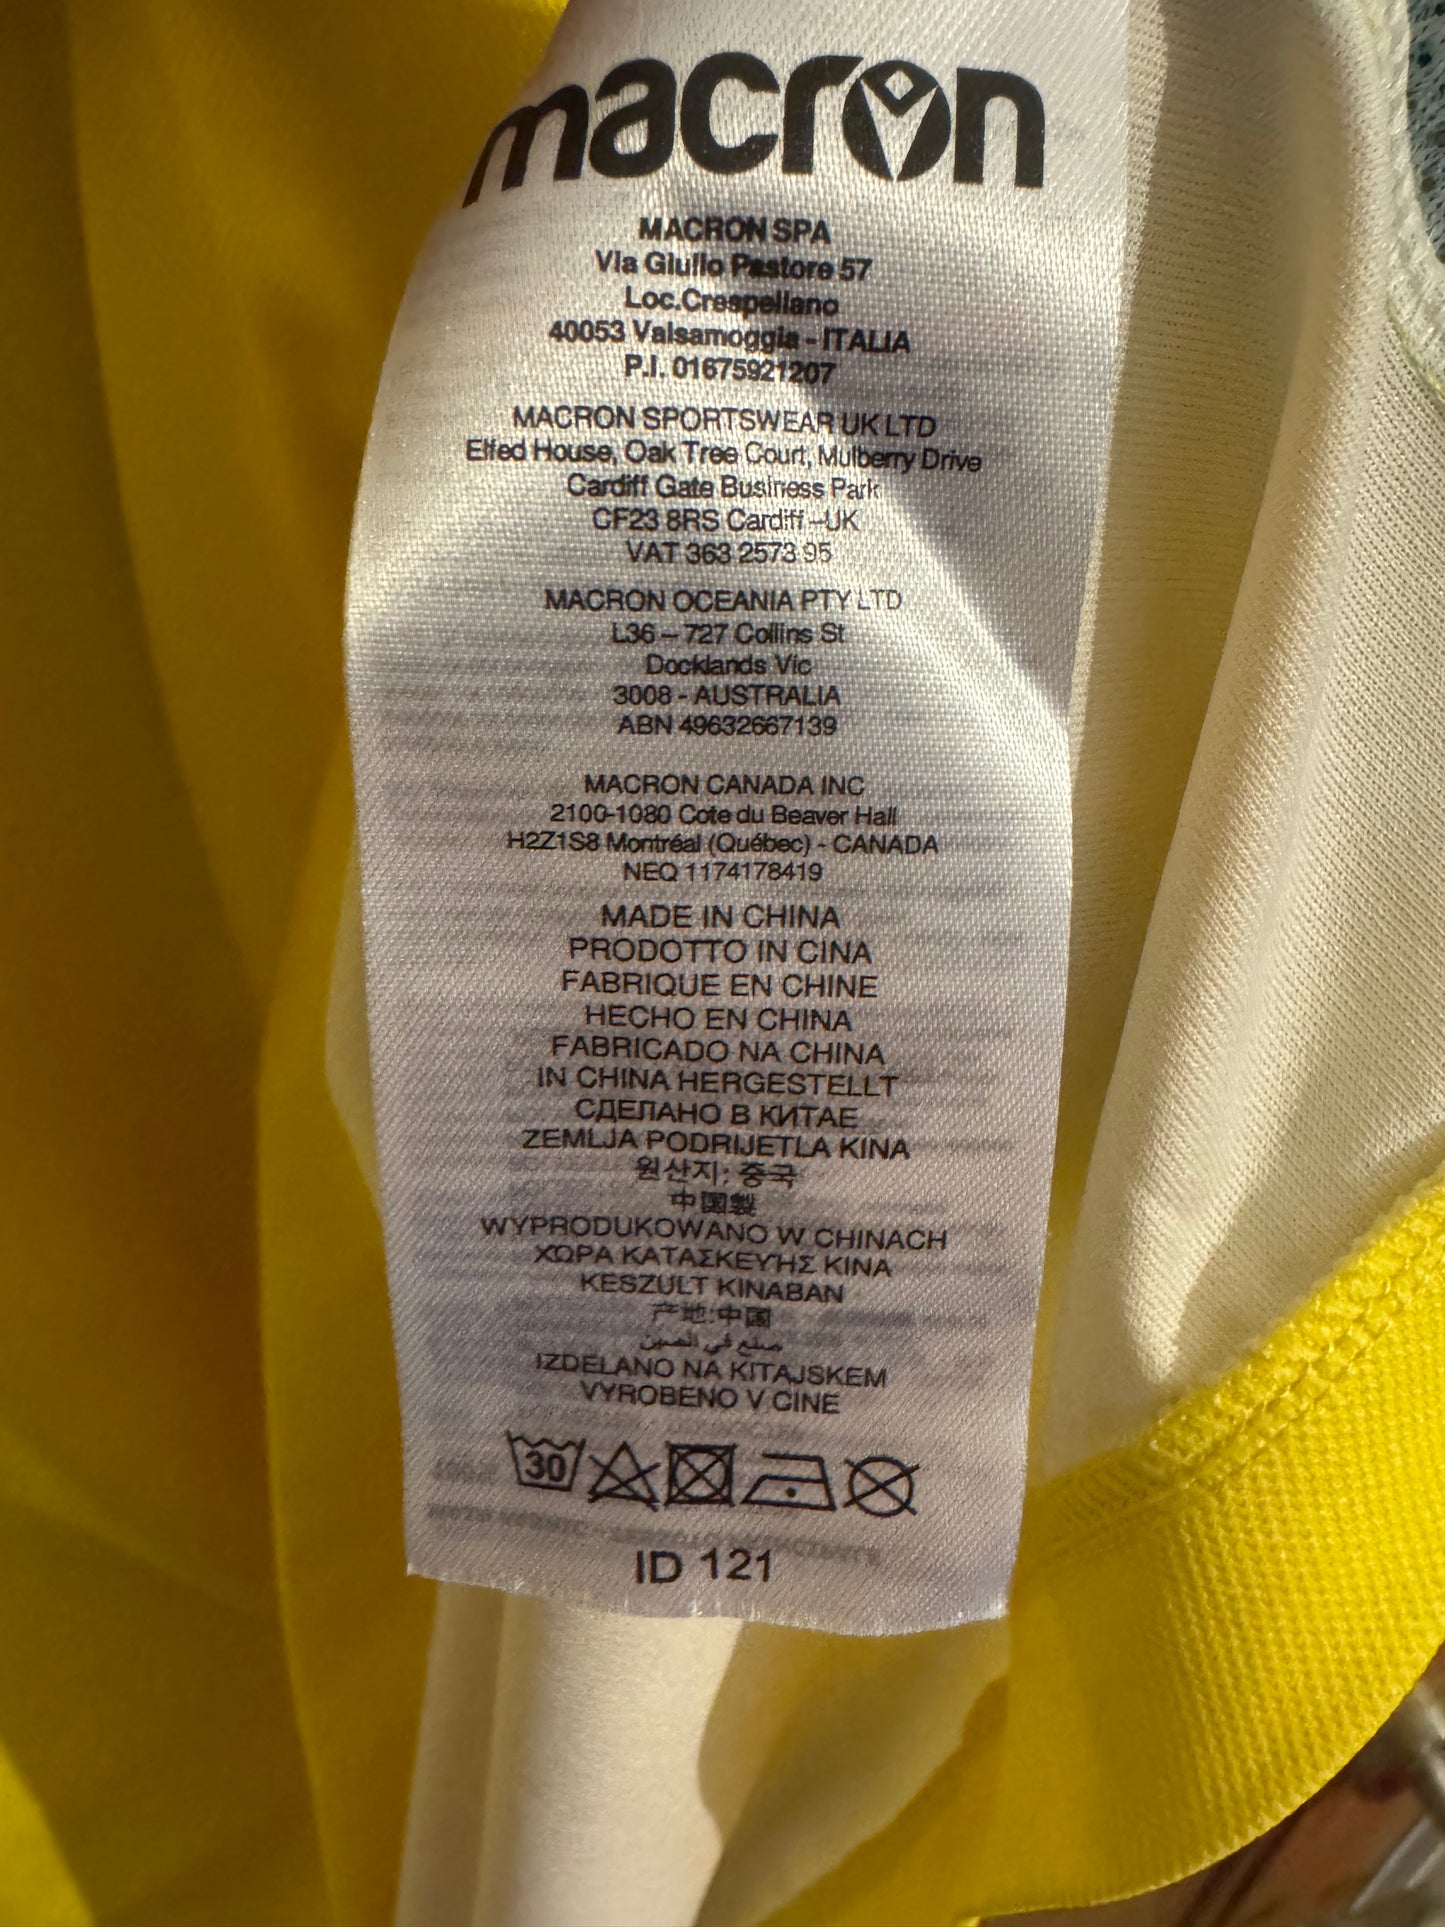 macron
MACRON SPA
Via Giulio Pastore 57
Loc.Crespellano
40053 Valsamoggia - ITALIA
P.I. 01675921207
MACRON SPORTSWEAR UK LTD
Elfed House, Oak Tree Court, Mulberry Drive
Cardiff Gate Business Park
CF23 8RS Cardiff –UK
VAT 363 2573 95
MACRON OCEANIA PTY LTD
L36 – 727 Collins St
Docklands Vic
3008 - AUSTRALIA
ABN 49632667139
MACRON CANADA INC
2100-1080 Cote du Beaver Hall
H2Z1S8 Montréal (Québec) - CANADA
NEQ 1174178419
MADE IN CHINA
PRODOTTO IN CINA
FABRIQUE EN CHINE
HECHO EN CHINA
FABRICADO NA CHINA
IN CHINA HERGESTELLT
СДЕЛАНО В КИТАЕ
ZEMLJA PODRIJETLA KINA
원산지: 중국
中国製
WYPRODUKOWANO W CHINACH
ΧΩΡΑ ΚΑΤΑΣΚΕΥΗΣ ΚΙΝΑ
KESZULT KINABAN
产地:中国
صنع في الصين
IZDELANO NA KITAJSKEM
VYROBENO V CINE
30
ID 121